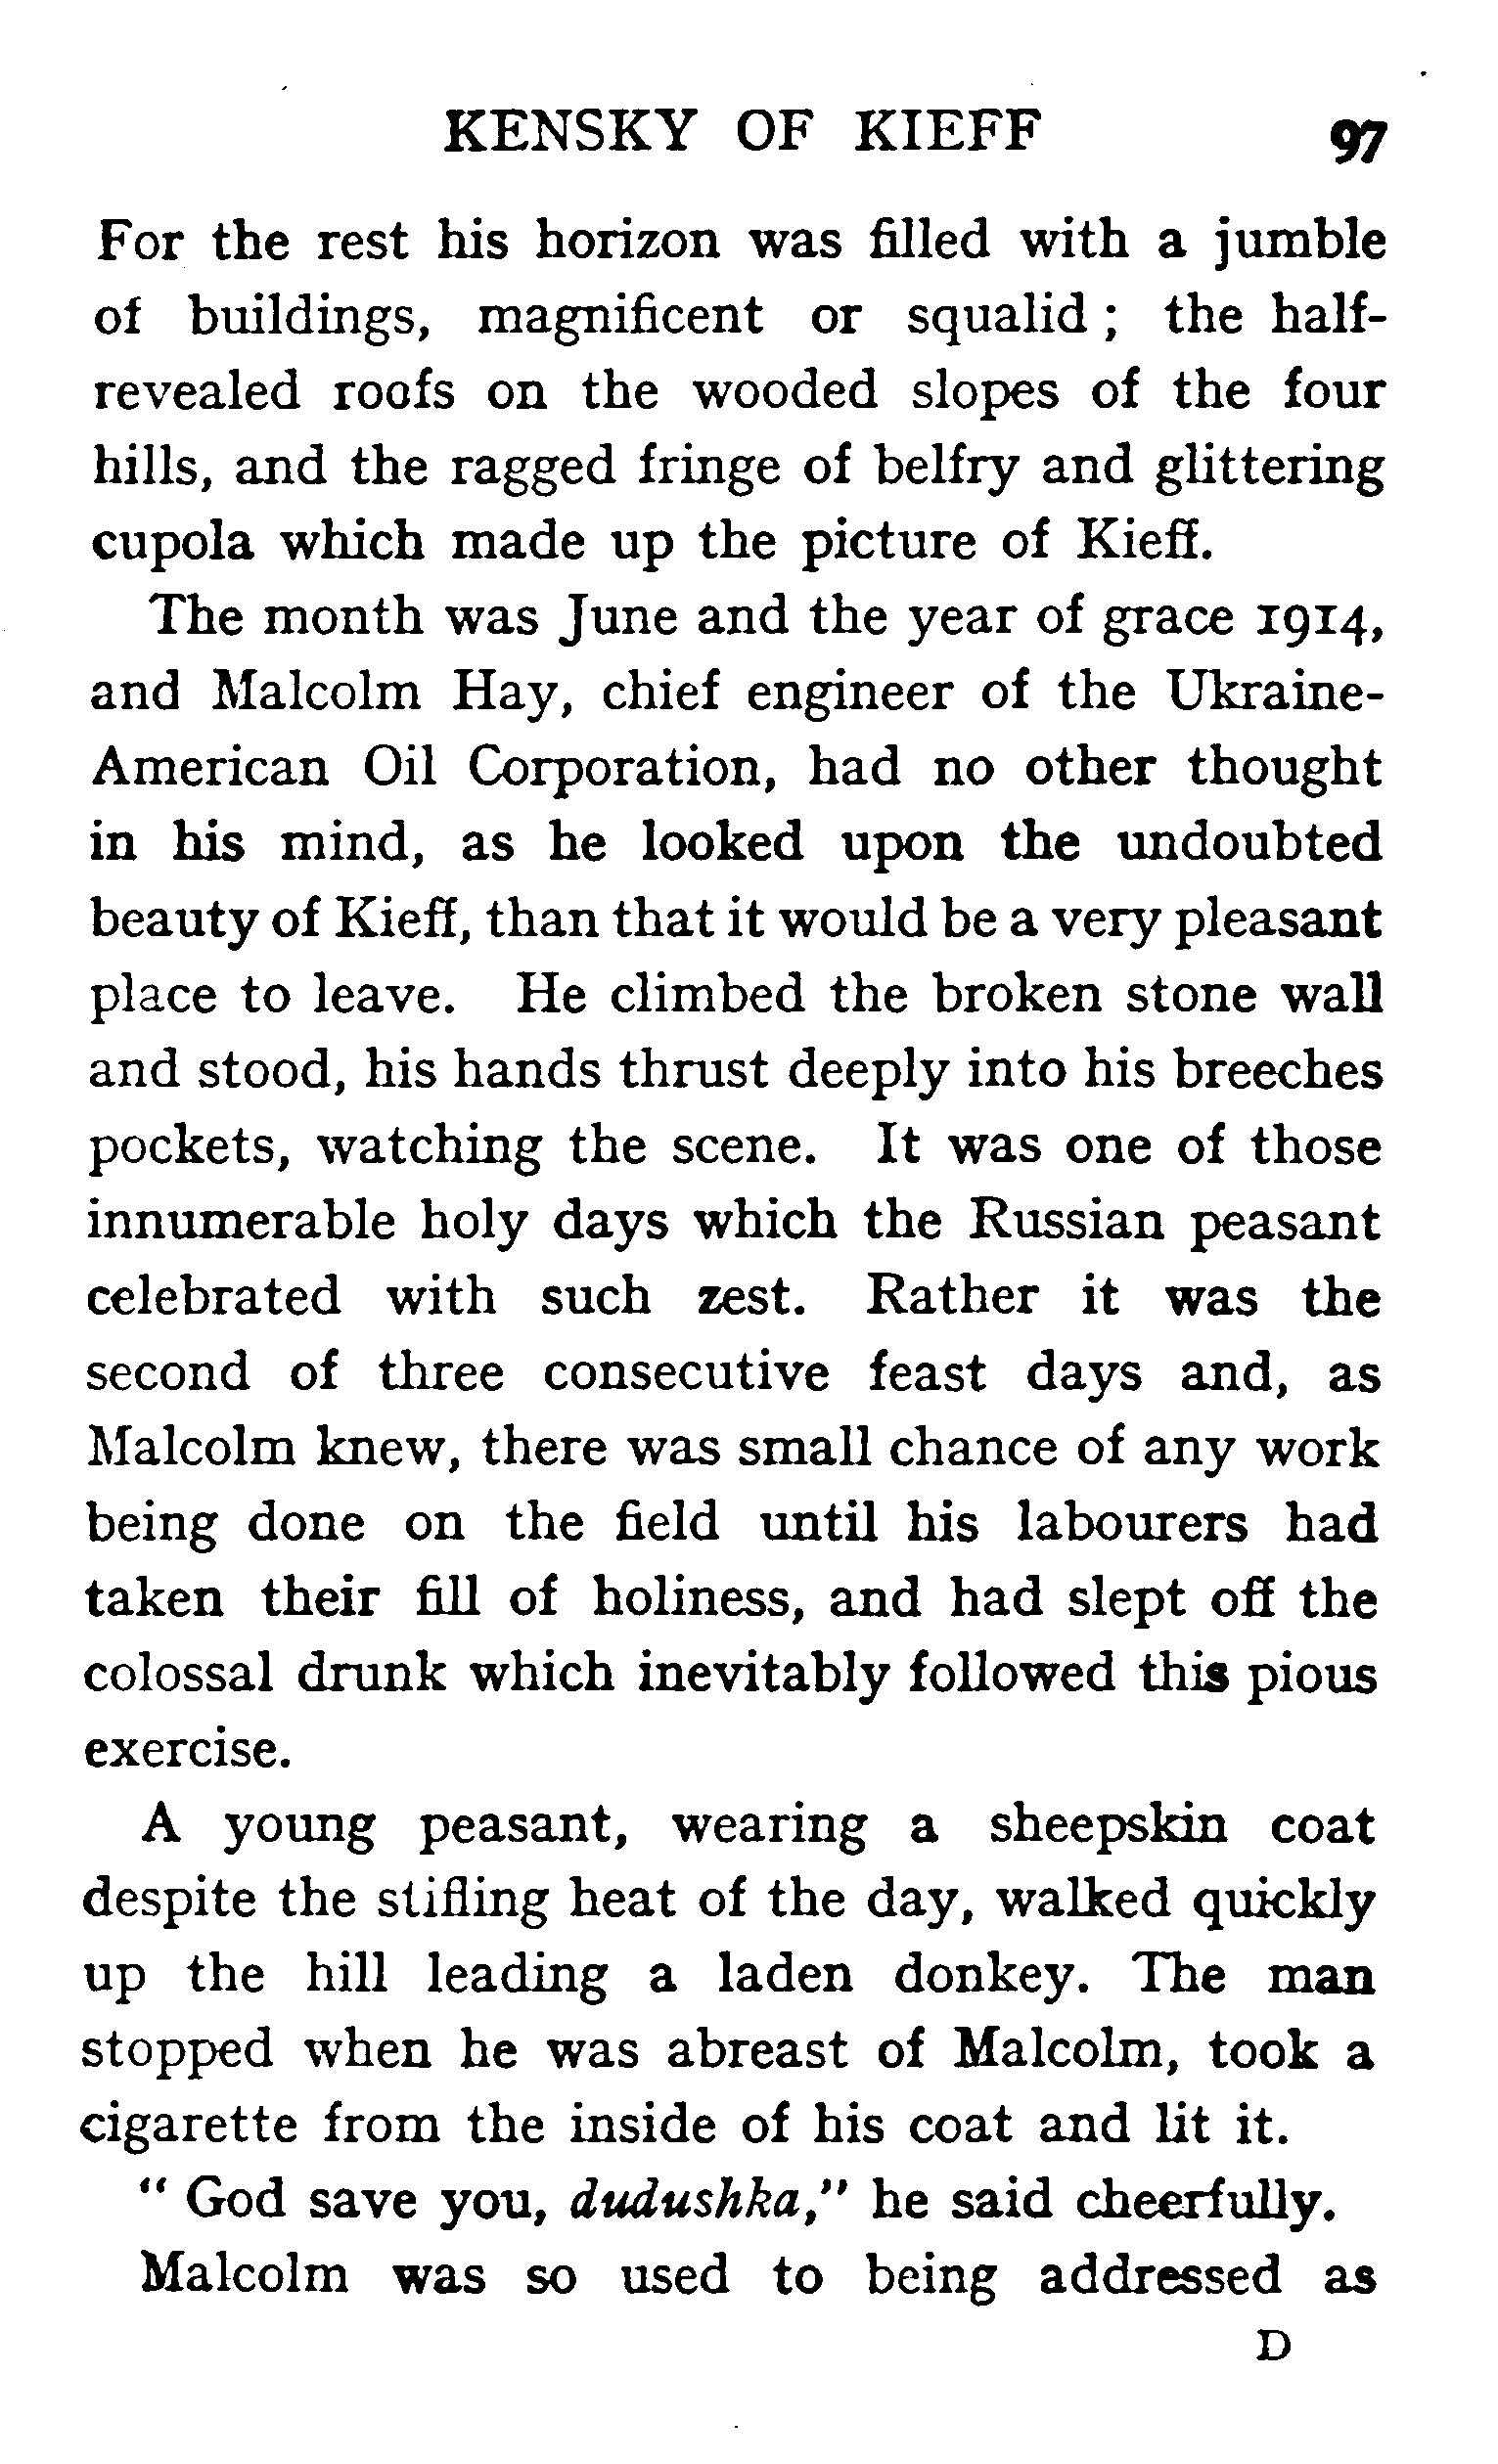 KENSKY OF KIEFF 97
For the rest his horizon was filled with a jumble
of buildings, magnificent or squalid ; the half-
revealed roofs on the wooded slopes of the four
hills, and the ragged fringe of belfry and glittering
cupola which made up the picture of Kieff.
The month was June and the year of grace 1914,
and Malcolm Hay, chief engineer of the Ukraine-
American Oil Corporation, had no other thought
in his mind, as he looked upon the undoubted
beauty of Kieff, than that it would be a very pleasant
place to leave. He climbed the broken stone wall
and stood, his hands thrust deeply into his breeches
pockets, watching the scene. It was one of those
innumerable holy days which the Russian peasant
celebrated with such zest. Rather it was the
second of three consecutive feast days and, as
Malcolm knew, there was small chance of any work
being done on the field until his labourers had
taken their fill of holiness, and had slept off the
colossal drunk which inevitably followed this pious
exercise.
A young peasant, wearing a sheepskin coat
despite the stifling heat of the day, walked quickly
up the hill leading a laden donkey. The man
stopped when he was abreast of Malcolm, took a
cigarette from the inside of his coat and lit it.
" God save you, dudushka," he said cheerfully.
Malcolm was so used to being addressed as
D